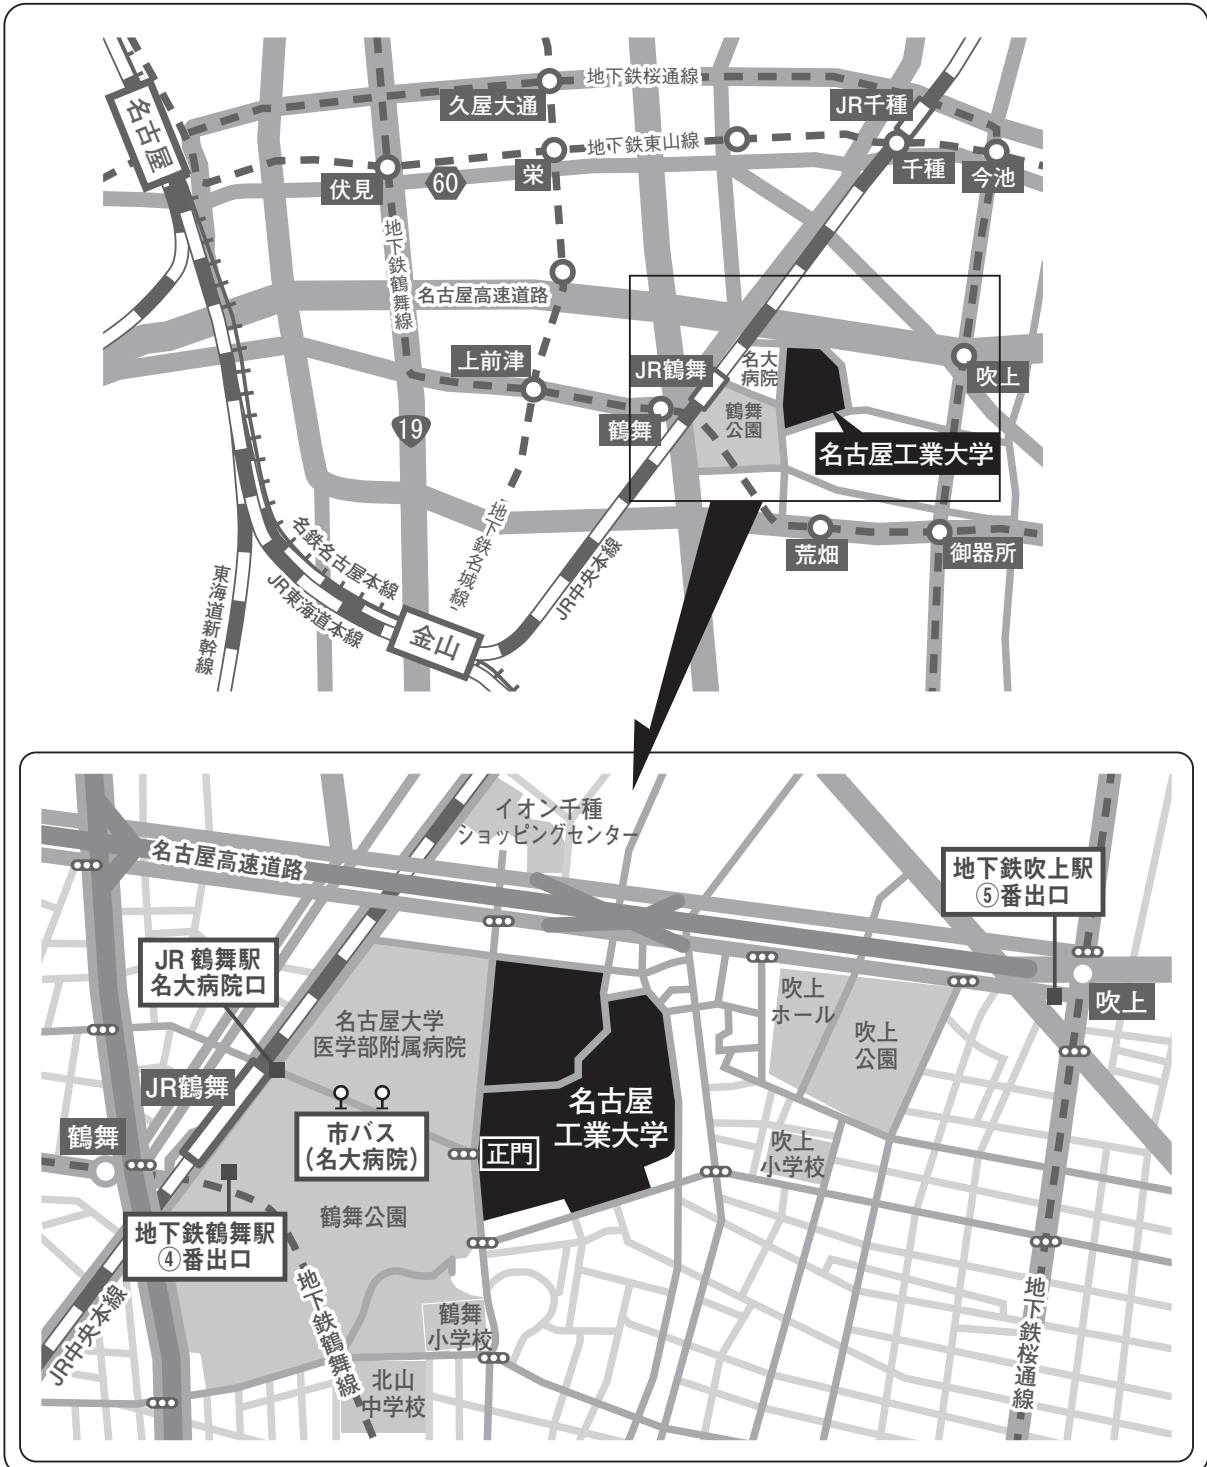 地下鉄桜通線
久屋大通
JR千種
名古屋
地下鉄東山線
伏見
60
栄
千種
今池
地下鉄鶴舞線
名古屋高速道路
上前津
JR鶴舞
名大
病院
吹上
鶴舞
鶴舞
公園
19
名古屋工業大学
地下鉄名城線
荒畑
御器所
名鉄名古屋本線
JR東海道本線
JR中央本線
東海道新幹線
金山
イオン千種
ショッピングセンター
名古屋高速道路
地下鉄吹上駅
⑤番出口
JR 鶴舞駅
名大病院口
吹上
ホール
吹上
吹上
公園
名古屋大学
医学部附属病院
JR鶴舞
鶴舞
市バス
(名大病院)
正門
名古屋
工業大学
吹上
小学校
地下鉄鶴舞駅
④番出口
鶴舞公園
地下鉄鶴舞線
JR中央本線
鶴舞
小学校
地下鉄桜通線
北山
中学校